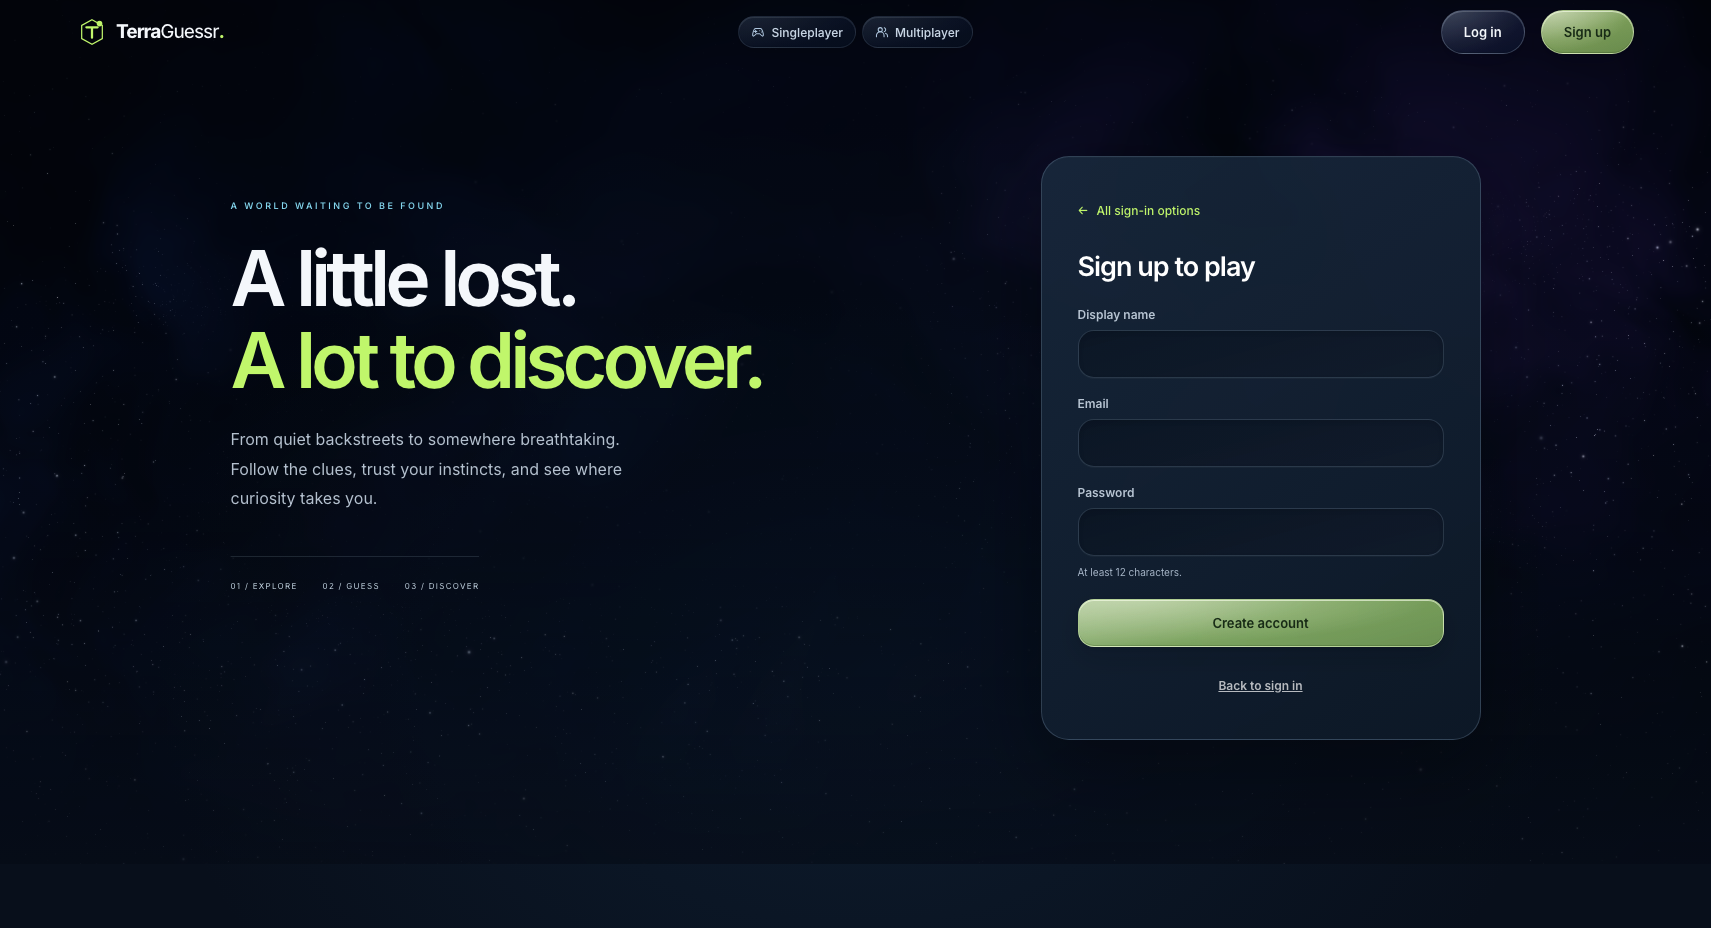 TerraGuessr.
Singleplayer
Multiplayer
Log in
Sign up
A WORLD WAITING TO BE FOUND
A little lost.
A lot to discover.
From quiet backstreets to somewhere breathtaking.
Follow the clues, trust your instincts, and see where
curiosity takes you.
01 / EXPLORE
02 / GUESS
03 / DISCOVER
← All sign-in options
Sign up to play
Display name
Email
Password
At least 12 characters.
Create account
Back to sign in